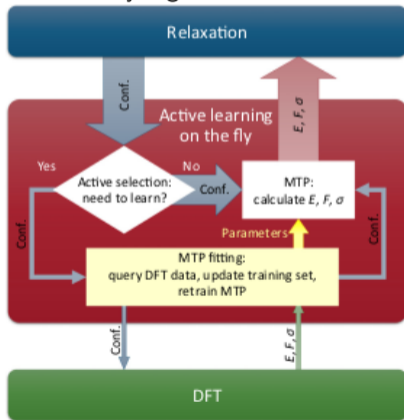 Relaxation
Conf.
E, F, σ
Active learning
on the fly
Yes
No
Active selection:
need to learn?
Conf.
MTP:
calculate E, F, σ
Conf.
Parameters
Conf.
MTP fitting:
query DFT data, update training set,
retrain MTP
Conf.
E, F, σ
DFT